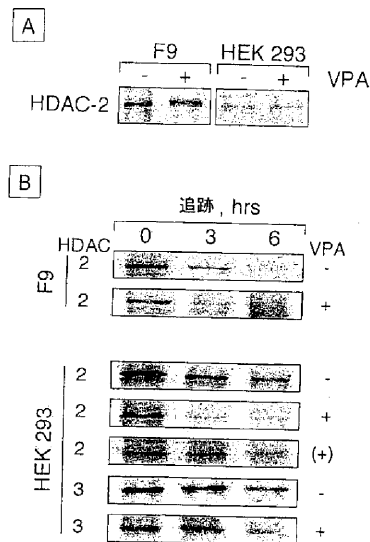 A
F9 HEK 293
- + - + VPA
HDAC-2
B
追跡, hrs
HDAC 0 3 6 VPA
F9
2 -
2 +
HEK 293
2 -
2 +
2 (+)
3 -
3 +